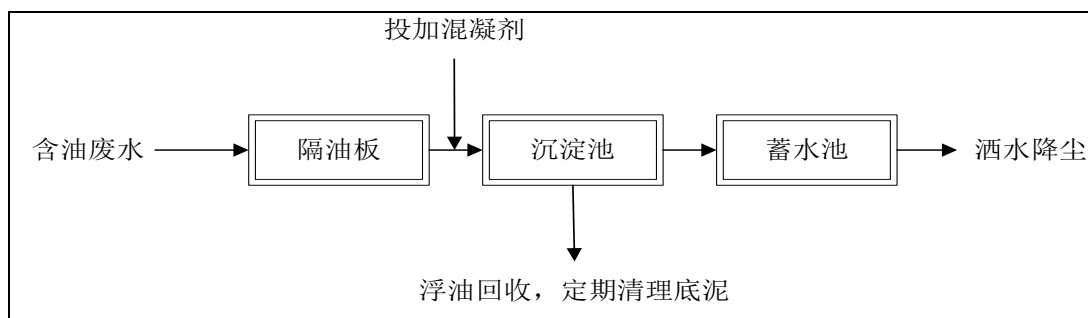 投加混凝剂
含油废水
隔油板
沉淀池
蓄水池
洒水降尘
浮油回收，定期清理底泥